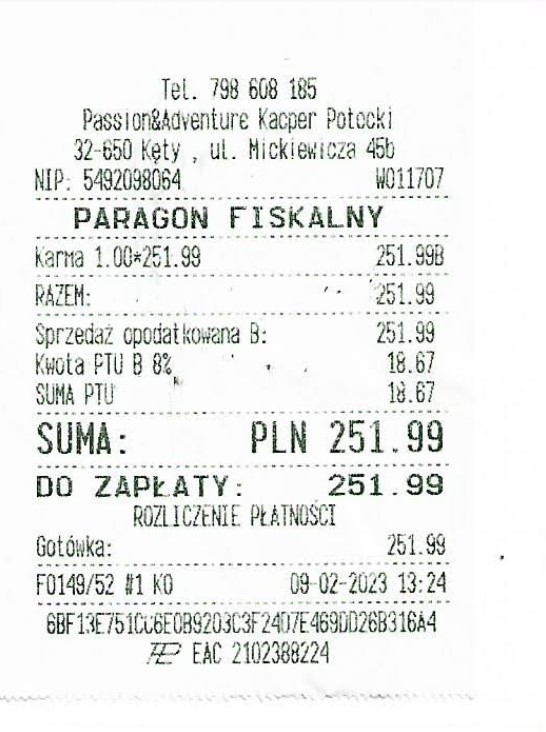 Tel. 798 608 185
Passion&Adventure Kacper Potocki
32-650 Kęty , ul. Mickiewicza 45b
NIP: 5492098064 W011707
PARAGON FISKALNY
Karma 1.00*251.99 251.99B
RAZEM: 251.99
Sprzedaż opodatkowana B: 251.99
Kwota PTU B 8% 18.67
SUMA PTU 18.67
SUMA: PLN 251.99
DO ZAPŁATY: 251.99
ROZLICZENIE PŁATNOŚCI
Gotówka: 251.99
F0149/52 #1 KO 09-02-2023 13:24
EAC 2102388224